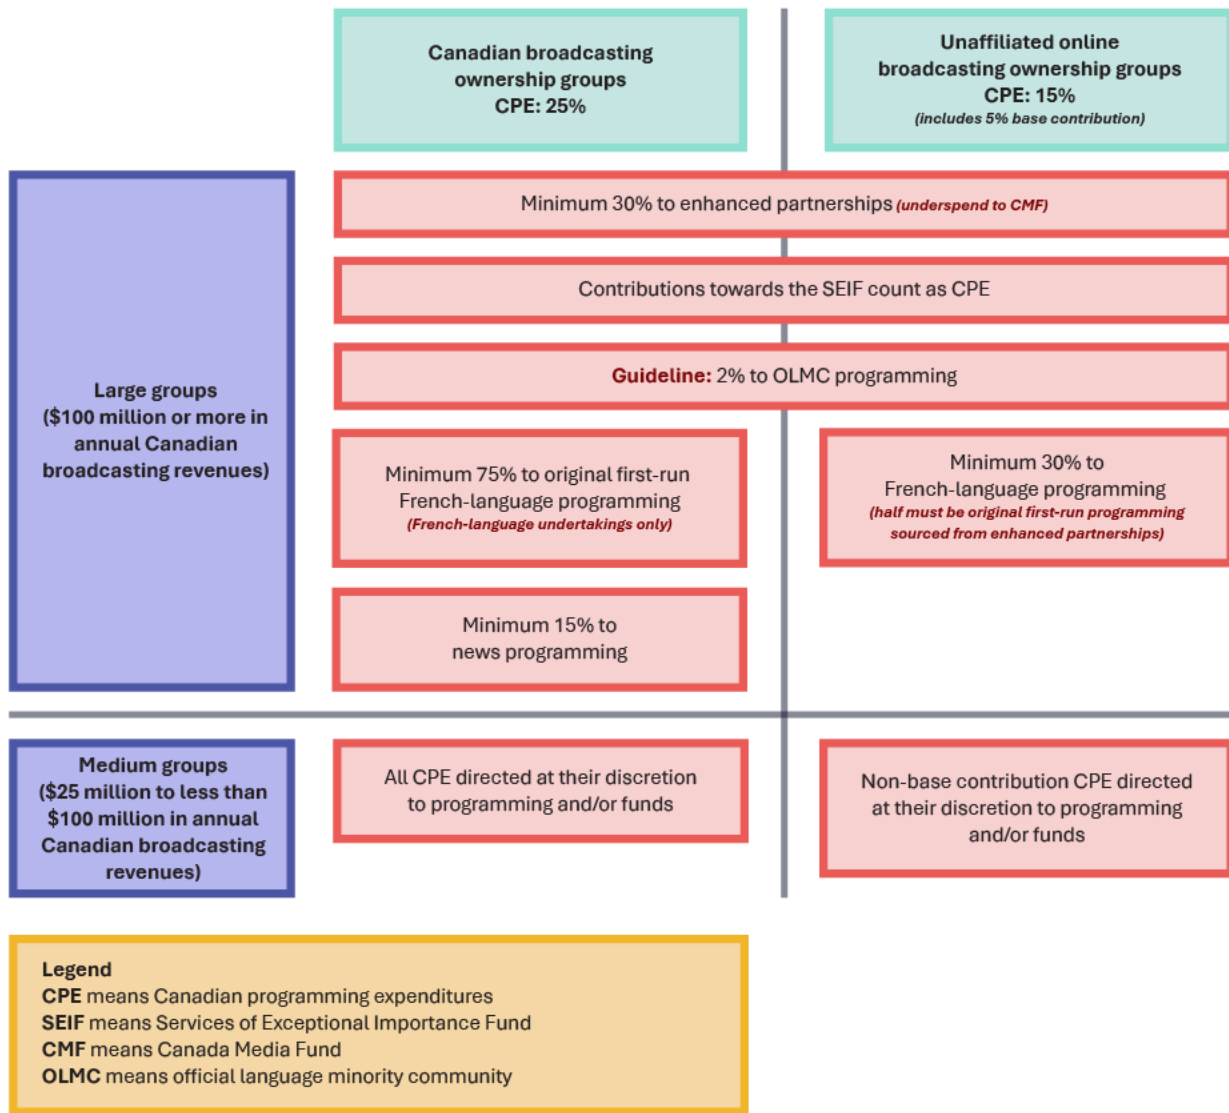 Canadian broadcasting
ownership groups
CPE: 25%
Unaffiliated online
broadcasting ownership groups
CPE: 15%
(includes 5% base contribution)
Large groups
($100 million or more in
annual Canadian
broadcasting revenues)
Minimum 30% to enhanced partnerships (underspend to CMF)
Contributions towards the SEIF count as CPE
Guideline: 2% to OLMC programming
Minimum 75% to original first-run
French-language programming
(French-language undertakings only)
Minimum 30% to
French-language programming
(half must be original first-run programming
sourced from enhanced partnerships)
Minimum 15% to
news programming
Medium groups
($25 million to less than
$100 million in annual
Canadian broadcasting
revenues)
All CPE directed at their discretion
to programming and/or funds
Non-base contribution CPE directed
at their discretion to programming
and/or funds
Legend
CPE means Canadian programming expenditures
SEIF means Services of Exceptional Importance Fund
CMF means Canada Media Fund
OLMC means official language minority community